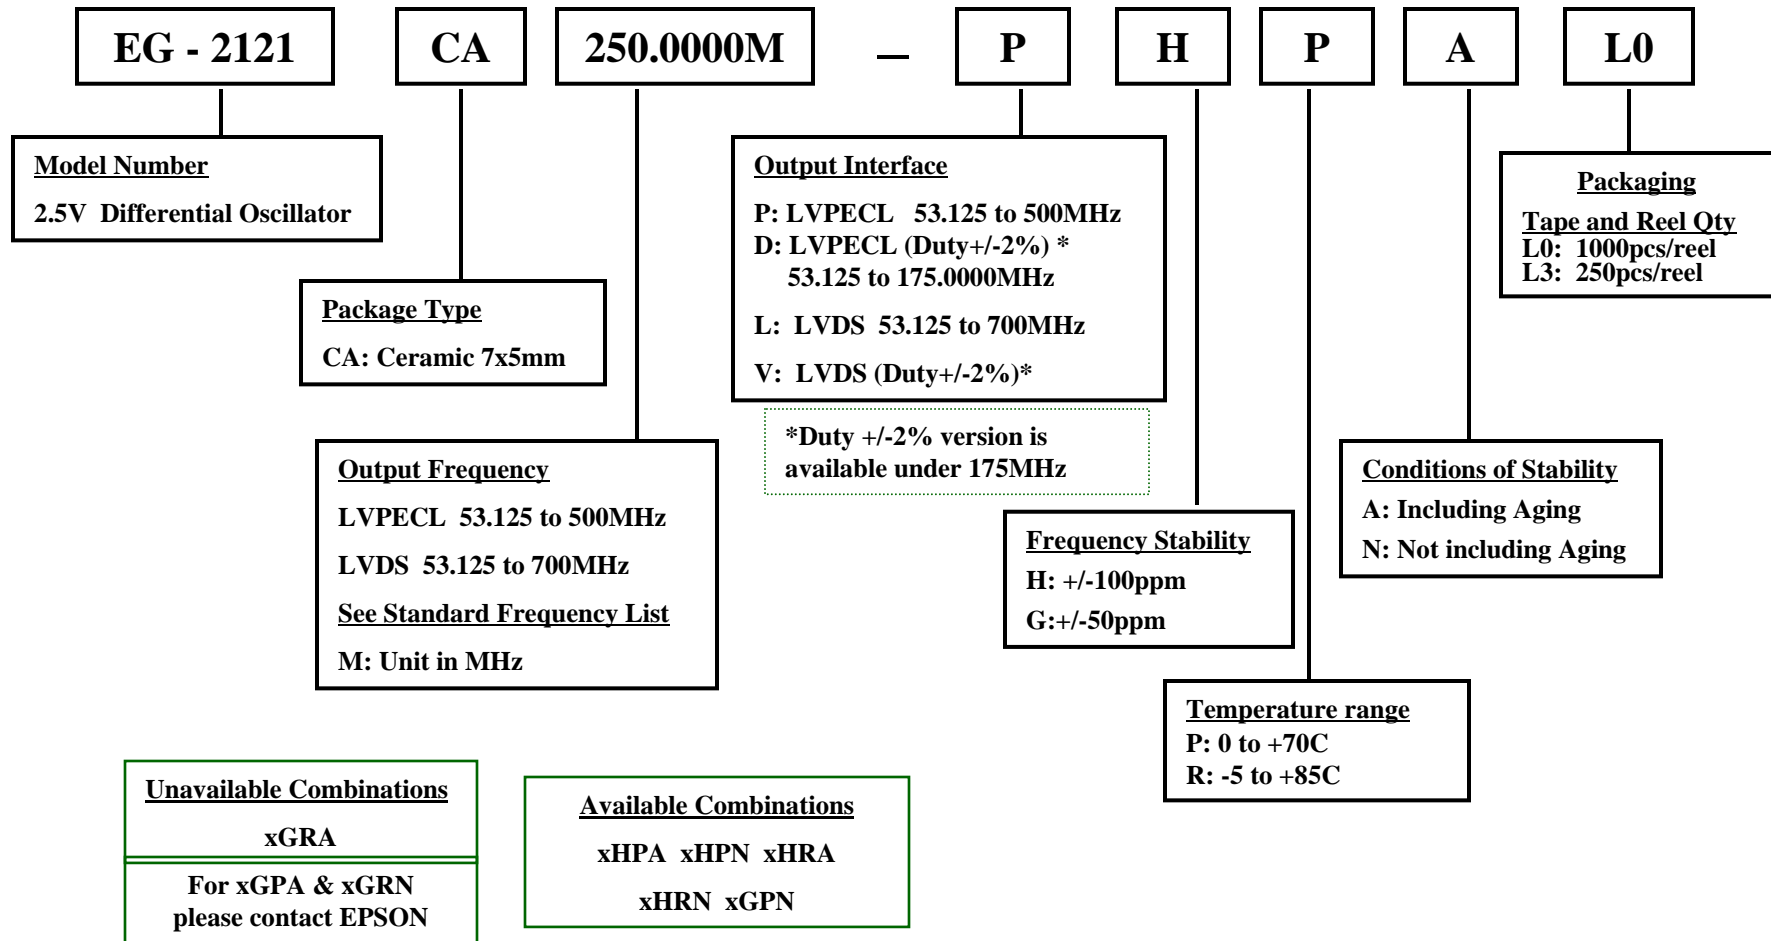 EG - 2121 CA 250.0000M – P H P A L0
Model Number
2.5V Differential Oscillator
Package Type
CA: Ceramic 7x5mm
Output Frequency
LVPECL 53.125 to 500MHz
LVDS 53.125 to 700MHz
See Standard Frequency List
M: Unit in MHz
Output Interface
P: LVPECL 53.125 to 500MHz
D: LVPECL (Duty+/-2%) *
53.125 to 175.0000MHz
L: LVDS 53.125 to 700MHz
V: LVDS (Duty+/-2%)*
*Duty +/-2% version is
available under 175MHz
Frequency Stability
H: +/-100ppm
G:+/-50ppm
Temperature range
P: 0 to +70C
R: -5 to +85C
Conditions of Stability
A: Including Aging
N: Not including Aging
Packaging
Tape and Reel Qty
L0: 1000pcs/reel
L3: 250pcs/reel
Unavailable Combinations
xGRA
For xGPA & xGRN
please contact EPSON
Available Combinations
xHPA xHPN xHRA
xHRN xGPN